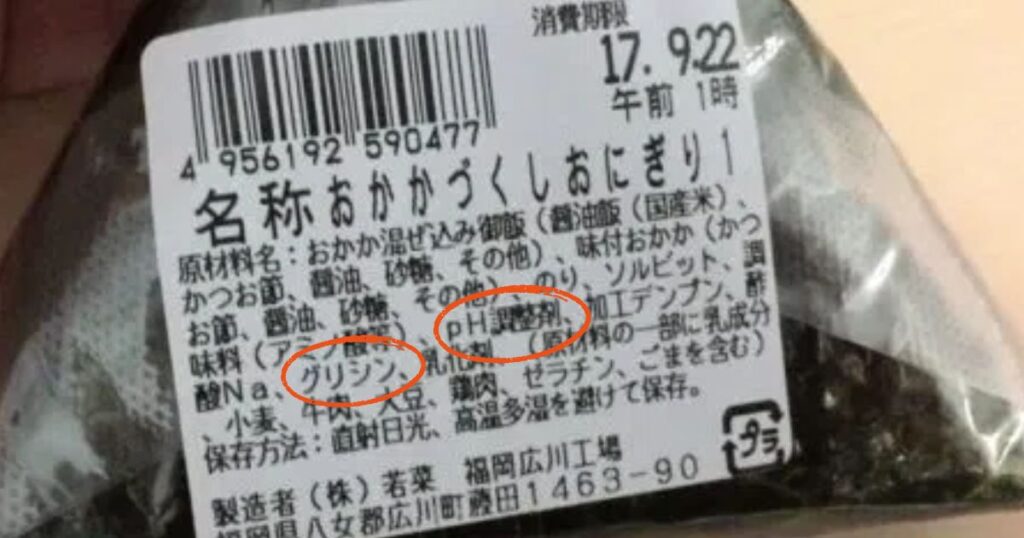 消費期限
17. 9.22
午前 1時
4 956192 590477
名称おかかづくしおにぎり1
原材料名：おかか混ぜ込み御飯（醤油飯（国産米、
かつお節、醤油、砂糖、その他）、味付おかか（かつ
お節、醤油、砂糖、その他）、のり、ソルビット、調
味料（アミノ酸等）、pH調整剤、加工デンプン、酢
酸Na、グリシン、乳化剤、（原材料の一部に乳成分
、小麦、牛肉、大豆、鶏肉、ゼラチン、ごまを含む）
保存方法：直射日光、高温多湿を避けて保存。
プラ
製造者（株）若菜 福岡広川工場
福岡県八女郡広川町藤田1463-90